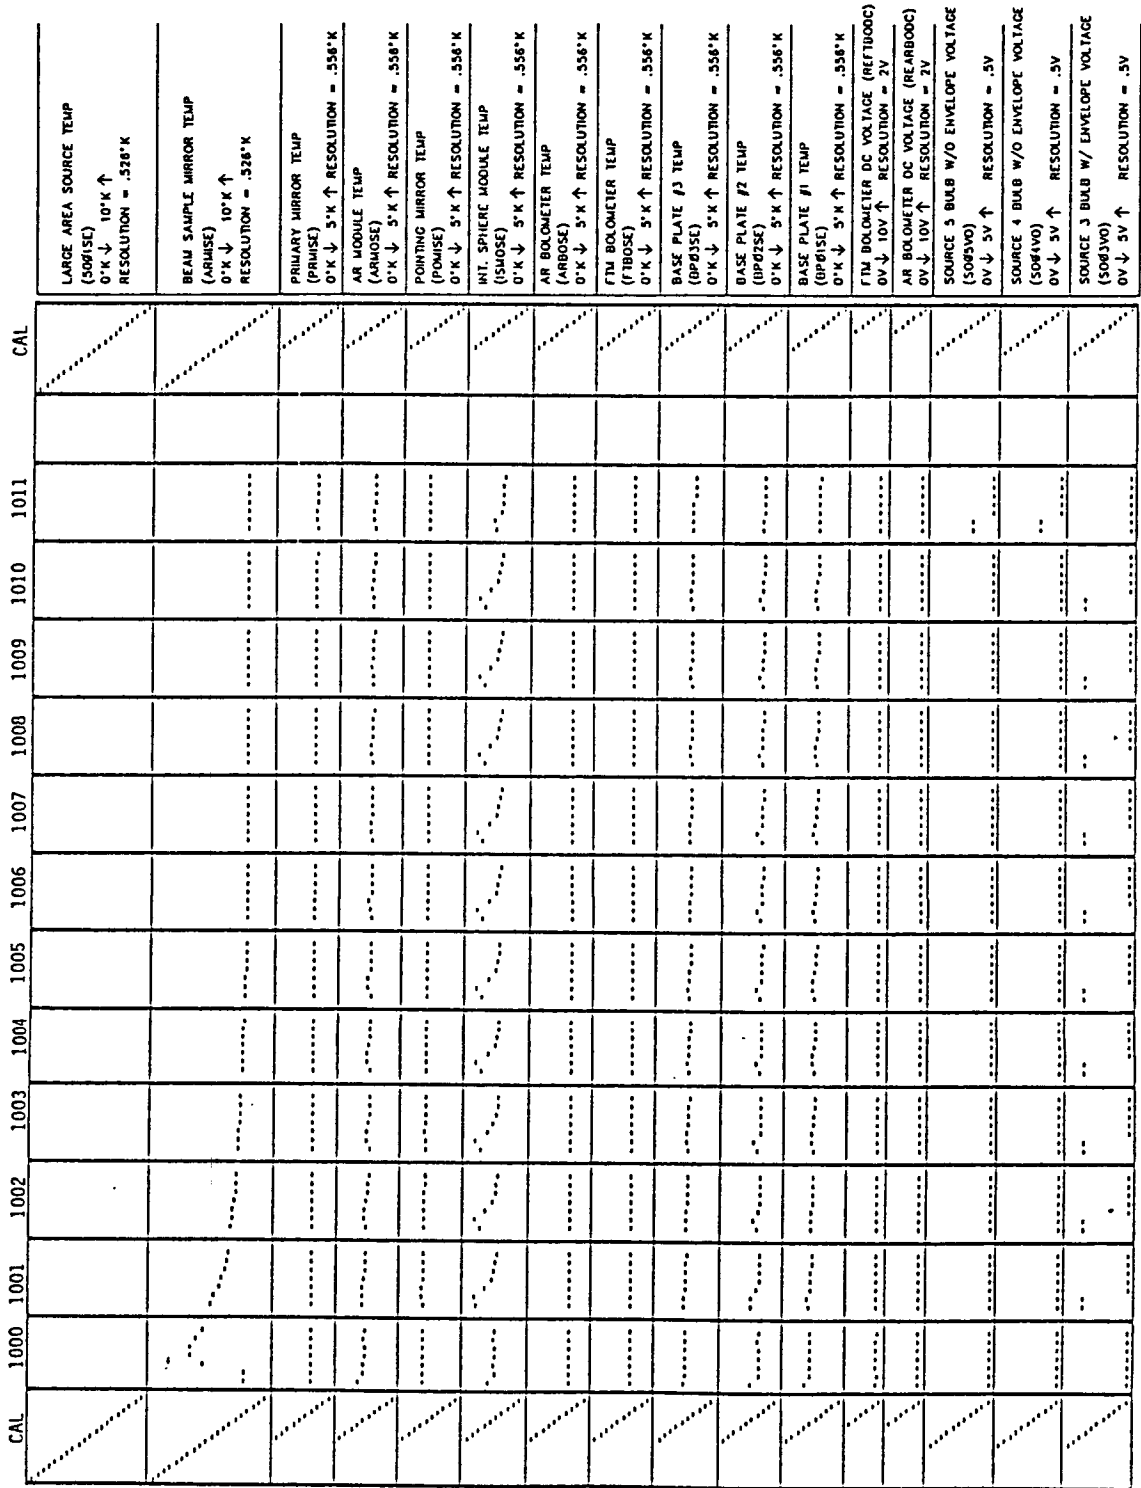 CAL 1000 1001 1002 1003 1004 1005 1006 1007 1008 1009 1010 1011 CAL
LARGE AREA SOURCE TEMP
(SOØ1SE)
0°K ↓ 10°K ↑
RESOLUTION = .526°K
BEAM SAMPLE MIRROR TEMP
(ARMISE)
0°K ↓ 10°K ↑
RESOLUTION = .526°K
PRIMARY MIRROR TEMP
(PRMISE)
0°K ↓ 5°K ↑ RESOLUTION = .556°K
AR MODULE TEMP
(ARMOSE)
0°K ↓ 5°K ↑ RESOLUTION = .556°K
POINTING MIRROR TEMP
(POMISE)
0°K ↓ 5°K ↑ RESOLUTION = .556°K
INT. SPHERE MODULE TEMP
(ISMOSE)
0°K ↓ 5°K ↑ RESOLUTION = .556°K
AR BOLOMETER TEMP
(ARBOSE)
0°K ↓ 5°K ↑ RESOLUTION = .556°K
FTM BOLOMETER TEMP
(FTBOSE)
0°K ↓ 5°K ↑ RESOLUTION = .556°K
BASE PLATE #3 TEMP
(BPØ3SE)
0°K ↓ 5°K ↑ RESOLUTION = .556°K
BASE PLATE #2 TEMP
(BPØ2SE)
0°K ↓ 5°K ↑ RESOLUTION = .556°K
BASE PLATE #1 TEMP
(BPØ1SE)
0°K ↓ 5°K ↑ RESOLUTION = .556°K
FTM BOLOMETER DC VOLTAGE (REFTBODC)
0V ↓ 10V ↑ RESOLUTION = 2V
AR BOLOMETER DC VOLTAGE (REARBODC)
0V ↓ 10V ↑ RESOLUTION = 2V
SOURCE 5 BULB W/O ENVELOPE VOLTAGE
(SOØ5VO)
0V ↓ 5V ↑ RESOLUTION = .5V
SOURCE 4 BULB W/O ENVELOPE VOLTAGE
(SOØ4VO)
0V ↓ 5V ↑ RESOLUTION = .5V
SOURCE 3 BULB W/ ENVELOPE VOLTAGE
(SOØ3VO)
0V ↓ 5V ↑ RESOLUTION = .5V